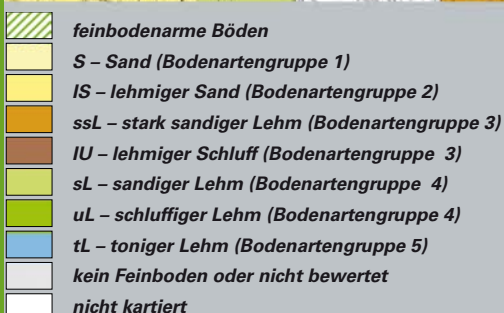 feinbodenarme Böden
S – Sand (Bodenartengruppe 1)
lS – lehmiger Sand (Bodenartengruppe 2)
ssL – stark sandiger Lehm (Bodenartengruppe 3)
lU – lehmiger Schluff (Bodenartengruppe 3)
sL – sandiger Lehm (Bodenartengruppe 4)
uL – schluffiger Lehm (Bodenartengruppe 4)
tL – toniger Lehm (Bodenartengruppe 5)
kein Feinboden oder nicht bewertet
nicht kartiert